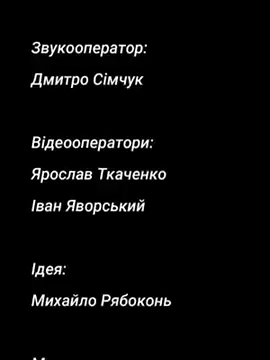 Звукооператор:
Дмитро Сімчук
Відеооператори:
Ярослав Ткаченко
Іван Яворський
Ідея:
Михайло Рябоконь